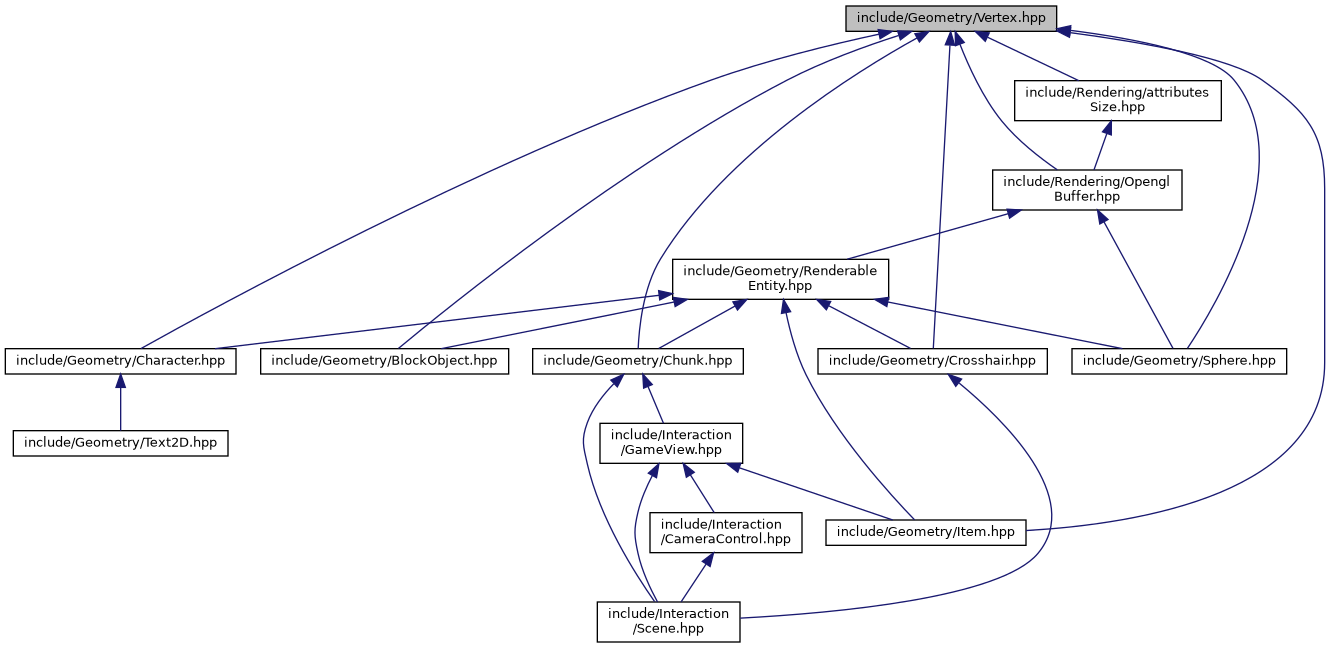 include/Geometry/Vertex.hpp
include/Rendering/attributes
Size.hpp
include/Rendering/Opengl
Buffer.hpp
include/Geometry/Renderable
Entity.hpp
include/Geometry/Character.hpp
include/Geometry/BlockObject.hpp
include/Geometry/Chunk.hpp
include/Geometry/Crosshair.hpp
include/Geometry/Sphere.hpp
include/Geometry/Text2D.hpp
include/Interaction
/GameView.hpp
include/Interaction
/CameraControl.hpp
include/Geometry/Item.hpp
include/Interaction
/Scene.hpp